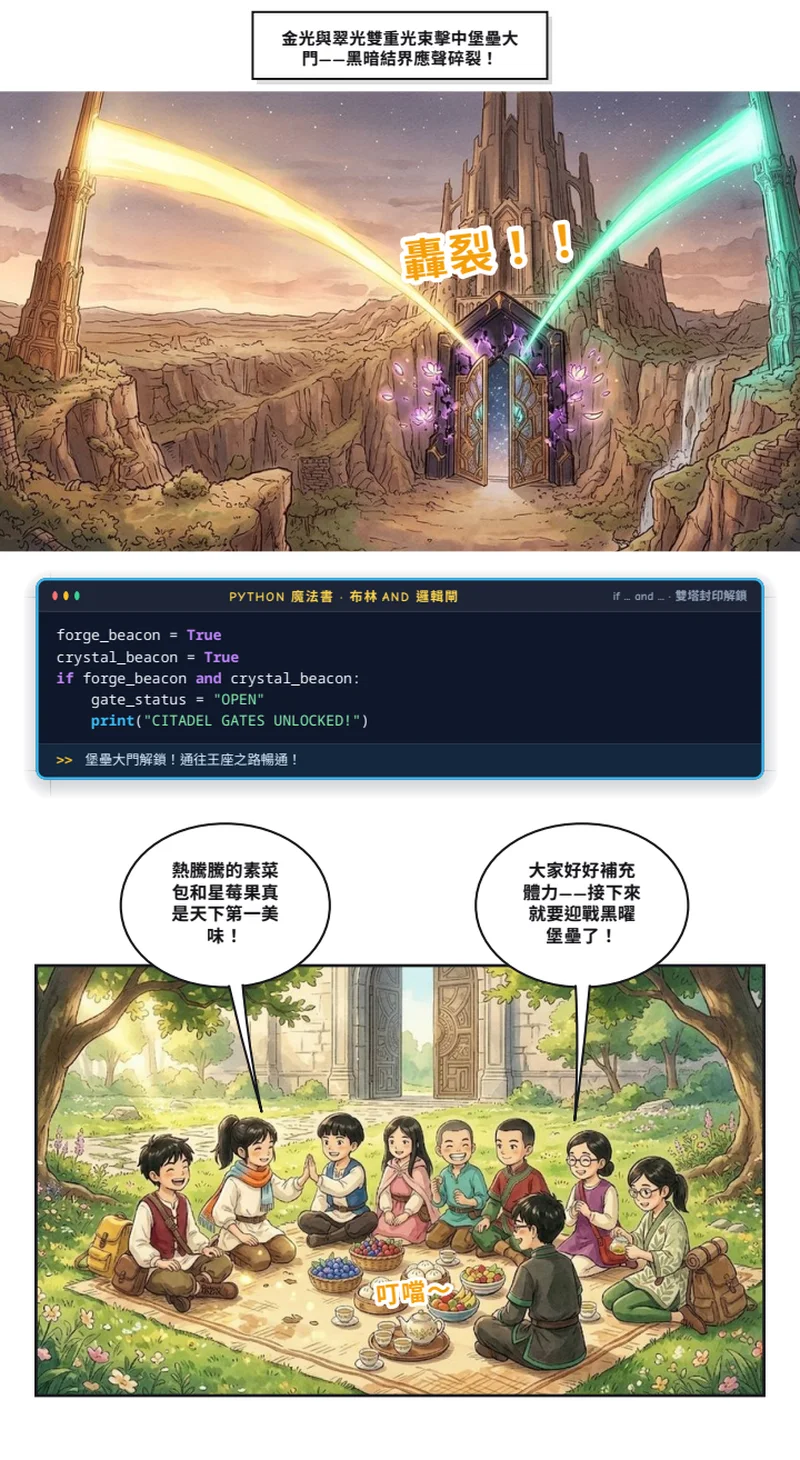 金光與翠光雙重光束擊中堡壘大
門——黑暗結界應聲碎裂！
轟裂！！
PYTHON 魔法書 · 布林 AND 邏輯閘
if … and … · 雙塔封印解鎖
forge_beacon = True
crystal_beacon = True
if forge_beacon and crystal_beacon:
    gate_status = "OPEN"
    print("CITADEL GATES UNLOCKED!")
>> 堡壘大門解鎖！通往王座之路暢通！
熱騰騰的素菜
包和星莓果真
是天下第一美
味！
大家好好補充
體力——接下來
就要迎戰黑曜
堡壘了！
叮噹～